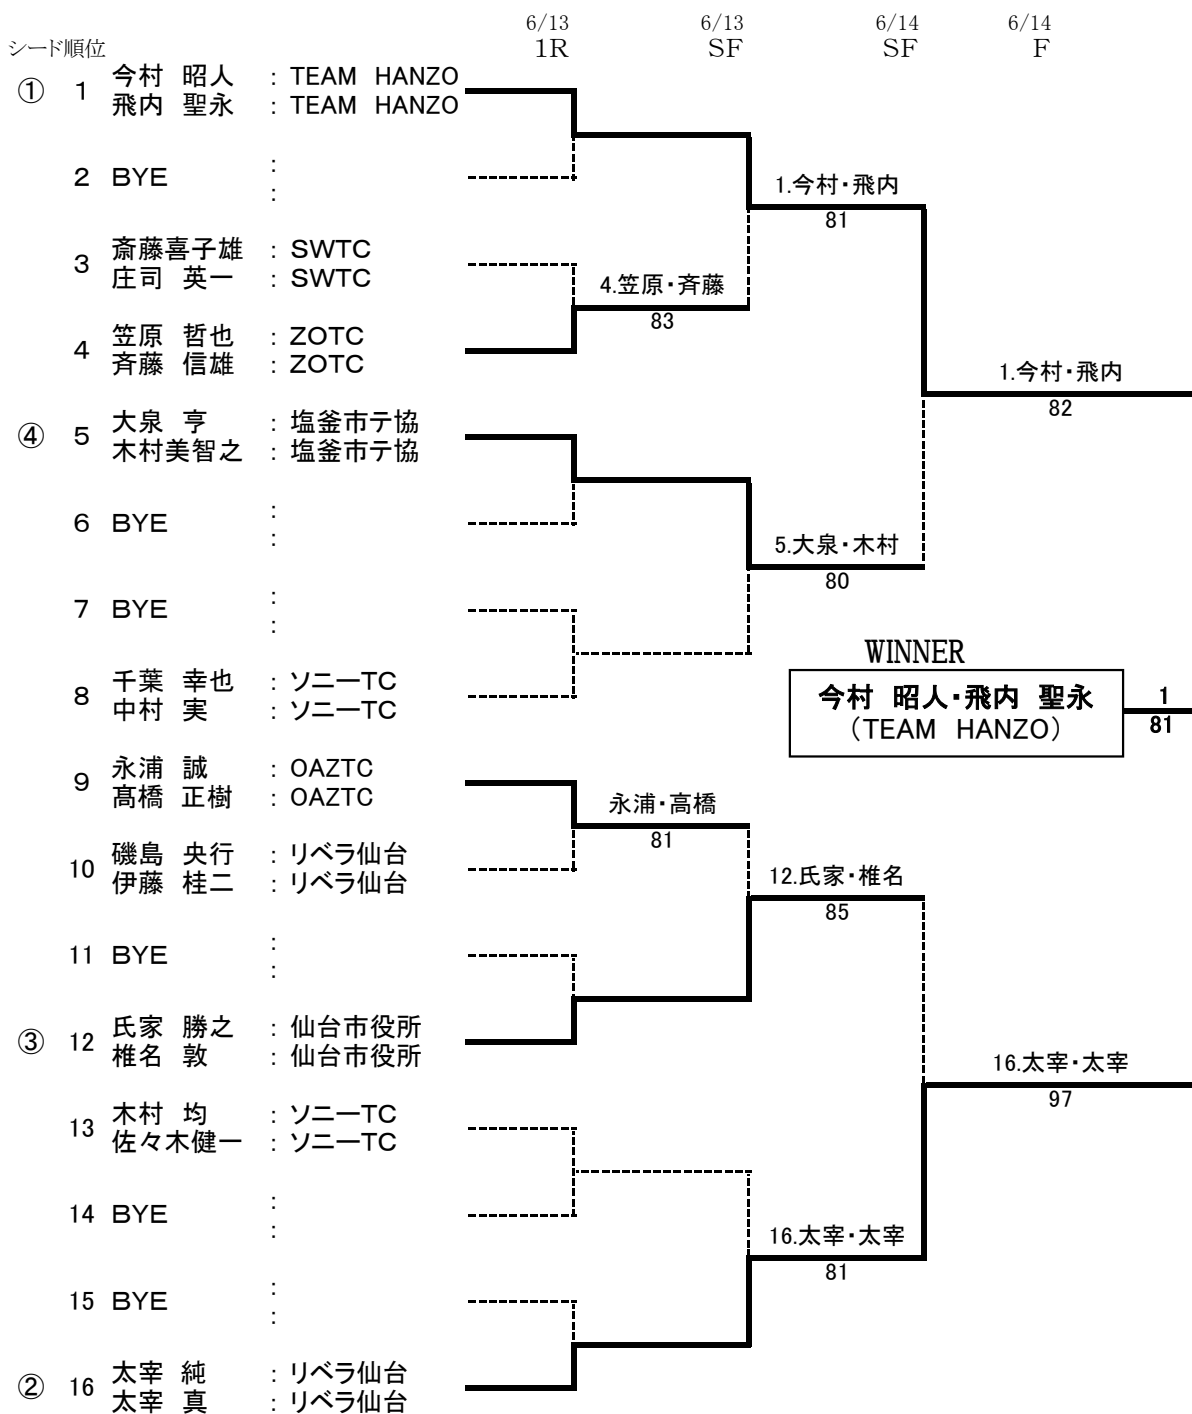 6/13 6/13 6/14 6/14
シード順位 1R SF SF F
① 1 今村 昭人 : TEAM HANZO
飛内 聖永 : TEAM HANZO
2 BYE :
:
1.今村・飛内
81
3 斎藤喜子雄 : SWTC
庄司 英一 : SWTC
4.笠原・斉藤
83
4 笠原 哲也 : ZOTC
斉藤 信雄 : ZOTC
1.今村・飛内
82
④ 5 大泉 亨 : 塩釜市テ協
木村美智之 : 塩釜市テ協
6 BYE :
:
5.大泉・木村
80
7 BYE :
:
WINNER
8 千葉 幸也 : ソニーTC
中村 実 : ソニーTC
今村 昭人・飛内 聖永
(TEAM HANZO)
1
81
9 永浦 誠 : OAZTC
髙橋 正樹 : OAZTC
永浦・高橋
81
10 磯島 央行 : リベラ仙台
伊藤 桂二 : リベラ仙台
12.氏家・椎名
85
11 BYE :
:
③ 12 氏家 勝之 : 仙台市役所
椎名 敦 : 仙台市役所
16.太宰・太宰
97
13 木村 均 : ソニーTC
佐々木健一 : ソニーTC
14 BYE :
:
16.太宰・太宰
81
15 BYE :
:
② 16 太宰 純 : リベラ仙台
太宰 真 : リベラ仙台